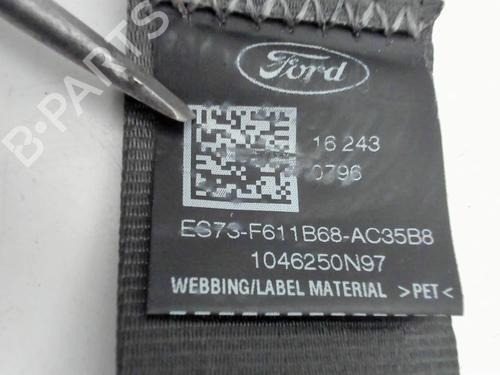 B-PARTS
Ford
16 243
0796
ES73-F611B68-AC35B8
1046250N97
WEBBING/LABEL MATERIAL >PET<